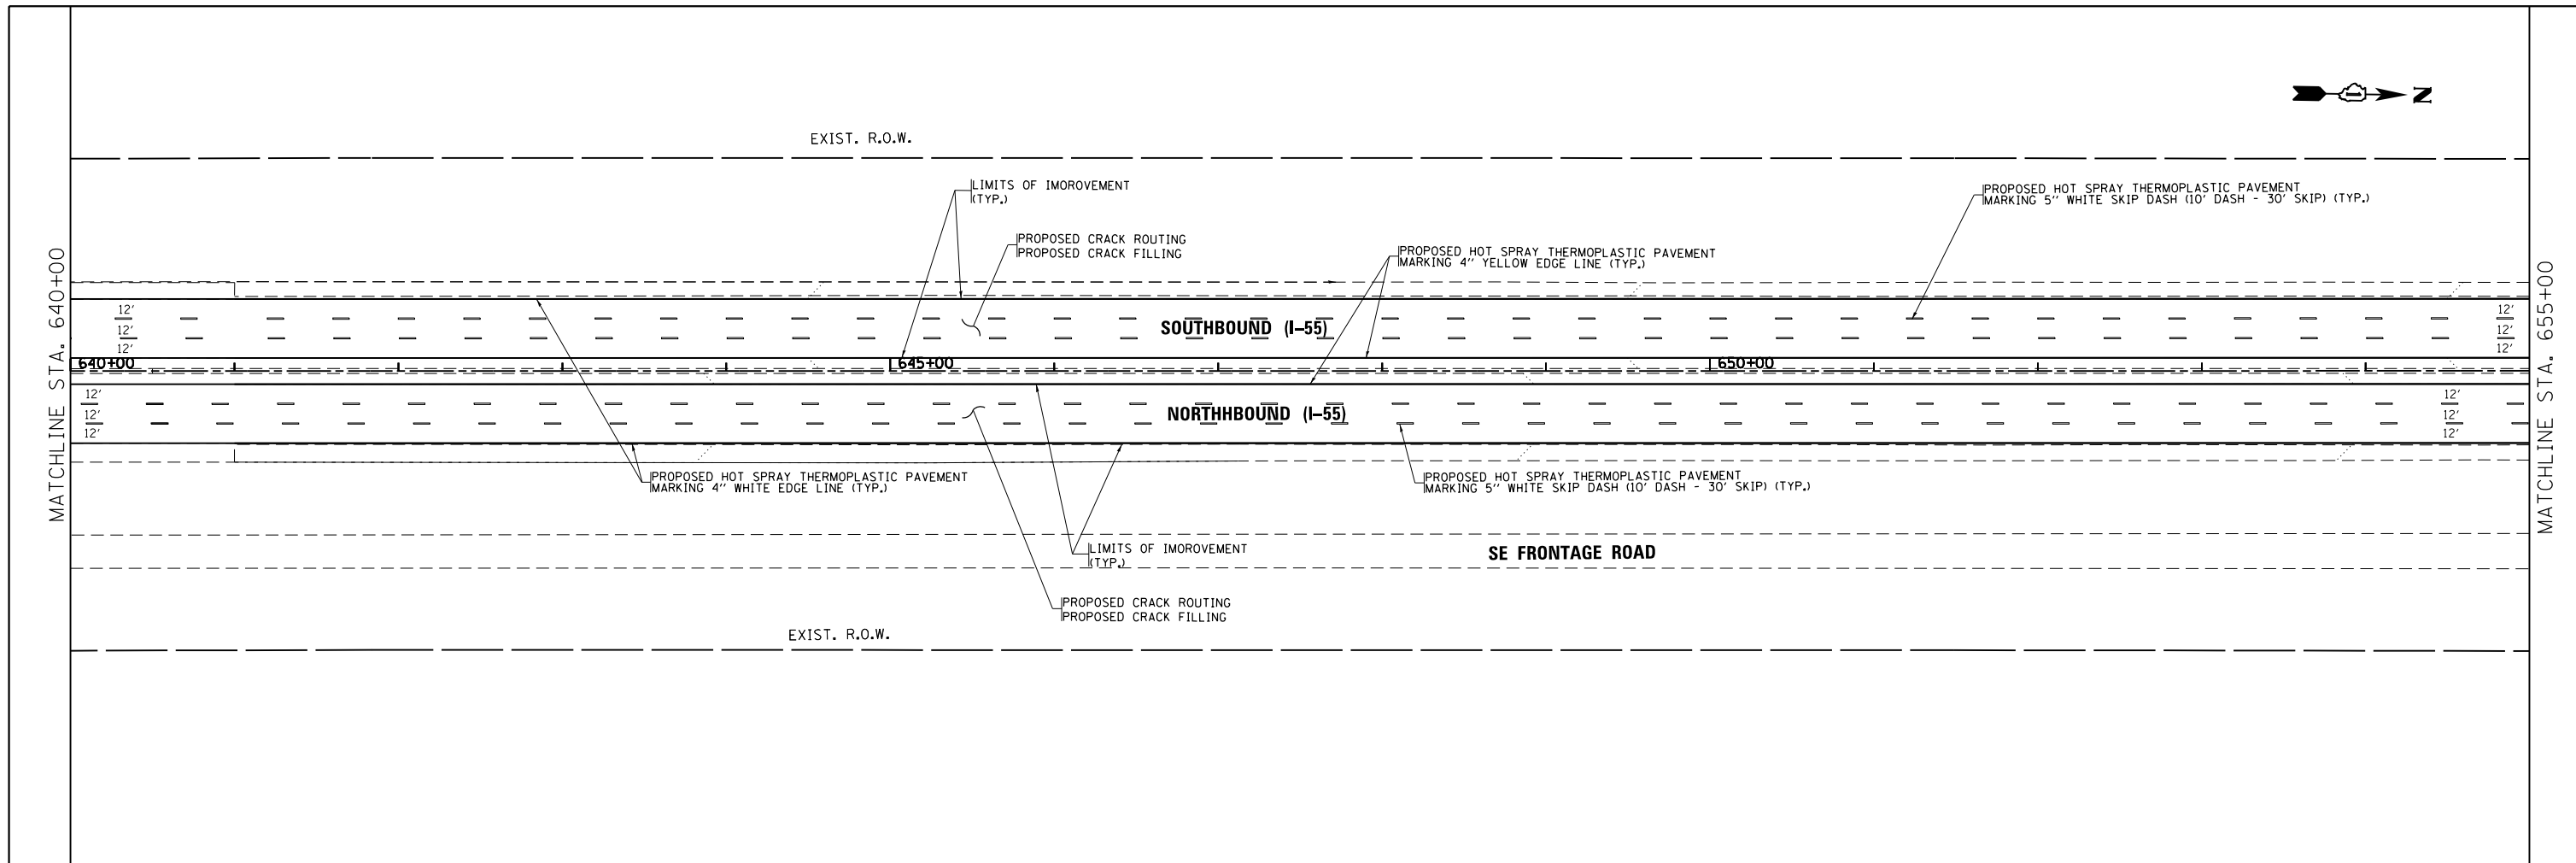 N
EXIST. R.O.W.
LIMITS OF IMOROVEMENT
(TYP.)
PROPOSED HOT SPRAY THERMOPLASTIC PAVEMENT
MARKING 5" WHITE SKIP DASH (10' DASH - 30' SKIP) (TYP.)
PROPOSED CRACK ROUTING
PROPOSED CRACK FILLING
PROPOSED HOT SPRAY THERMOPLASTIC PAVEMENT
MARKING 4" YELLOW EDGE LINE (TYP.)
MATCHLINE STA. 640+00
MATCHLINE STA. 655+00
12'
12'
12'
SOUTHBOUND (I-55)
12'
12'
12'
640+00
645+00
650+00
12'
12'
12'
NORTHHBOUND (I-55)
12'
12'
12'
PROPOSED HOT SPRAY THERMOPLASTIC PAVEMENT
MARKING 4" WHITE EDGE LINE (TYP.)
PROPOSED HOT SPRAY THERMOPLASTIC PAVEMENT
MARKING 5" WHITE SKIP DASH (10' DASH - 30' SKIP) (TYP.)
LIMITS OF IMOROVEMENT
(TYP.)
SE FRONTAGE ROAD
PROPOSED CRACK ROUTING
PROPOSED CRACK FILLING
EXIST. R.O.W.